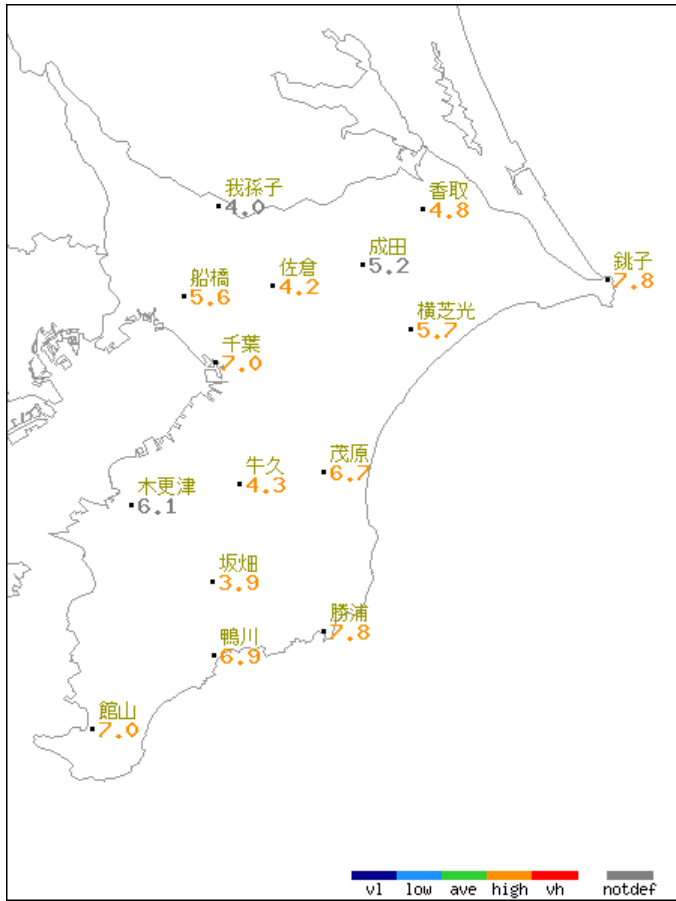 我孫子
4.0
香取
4.8
成田
5.2
銚子
7.8
船橋
5.6
佐倉
4.2
横芝光
5.7
千葉
7.0
茂原
6.7
牛久
4.3
木更津
6.1
坂畑
3.9
勝浦
7.8
鴨川
6.9
館山
7.0
vl low ave high vh notdef